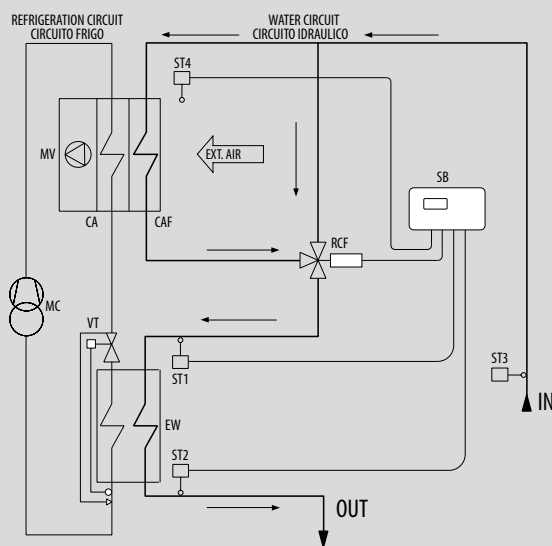 REFRIGERATION CIRCUIT
CIRCUITO FRIGO
WATER CIRCUIT
CIRCUITO IDRAULICO
ST4
MV
EXT. AIR
SB
CA
CAF
RCF
MC
VT
ST1
ST3
IN
EW
ST2
OUT